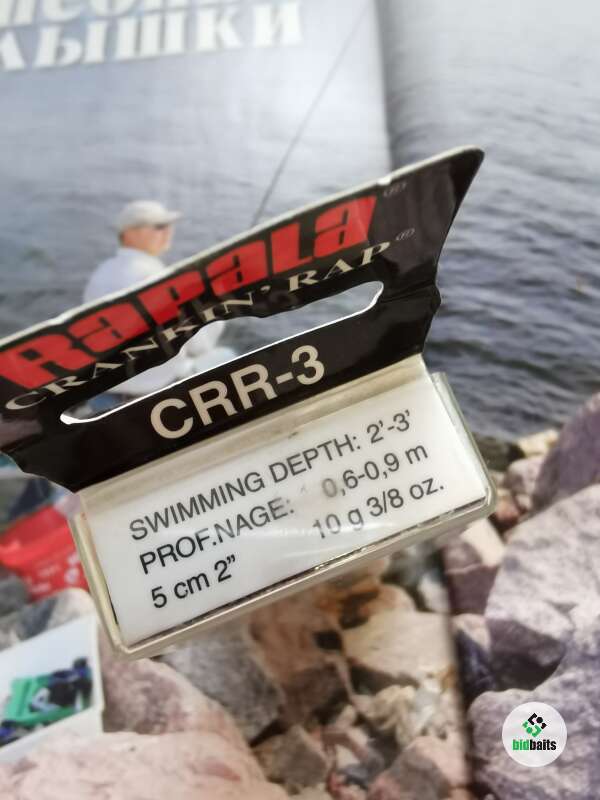 ЛЫШКИ
RAPALA®
CRANKIN' RAP®
CRR-3
SWIMMING DEPTH: 2'-3'
PROF.NAGE: 0,6-0,9 m
5 cm 2" 10 g 3/8 oz.
bidbaits